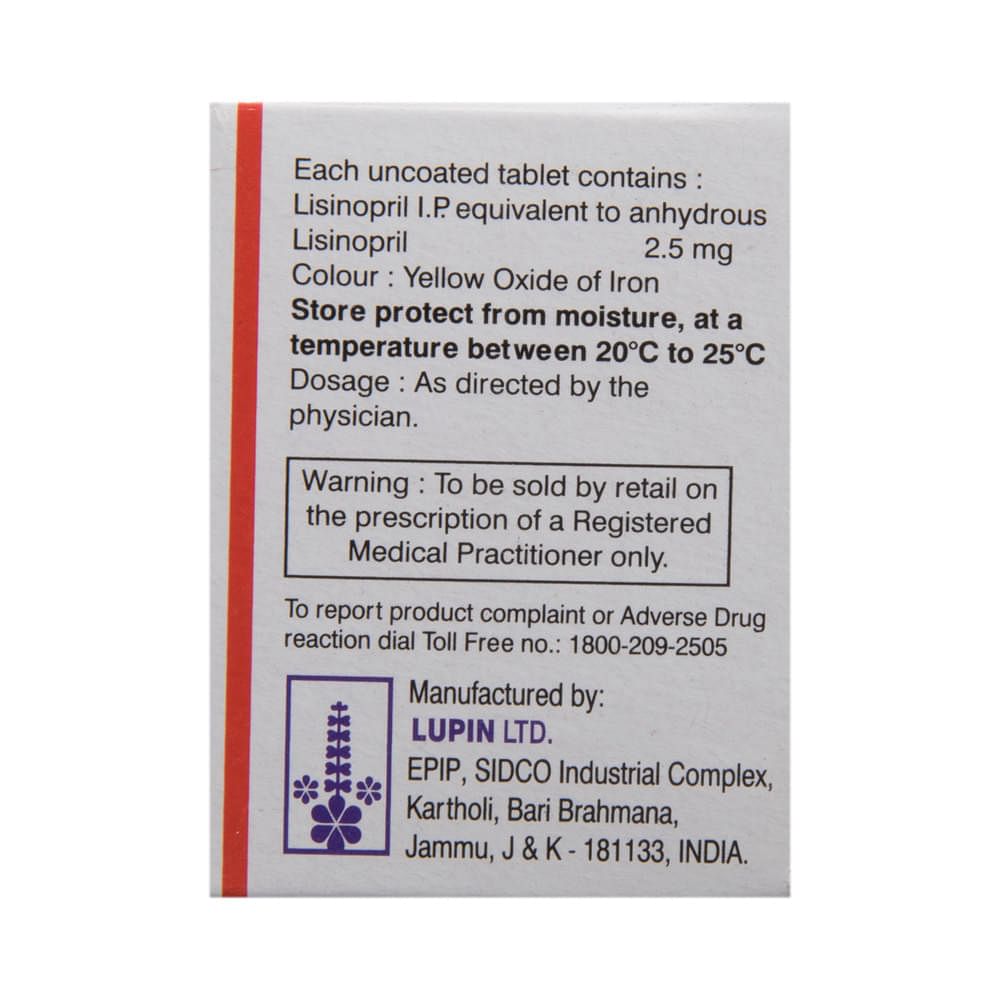 Each uncoated tablet contains :
Lisinopril I.P. equivalent to anhydrous
Lisinopril 2.5 mg
Colour : Yellow Oxide of Iron
Store protect from moisture, at a
temperature between 20°C to 25°C
Dosage : As directed by the
physician.
Warning : To be sold by retail on
the prescription of a Registered
Medical Practitioner only.
To report product complaint or Adverse Drug
reaction dial Toll Free no.: 1800-209-2505
Manufactured by:
LUPIN LTD.
EPIP, SIDCO Industrial Complex,
Kartholi, Bari Brahmana,
Jammu, J & K - 181133, INDIA.